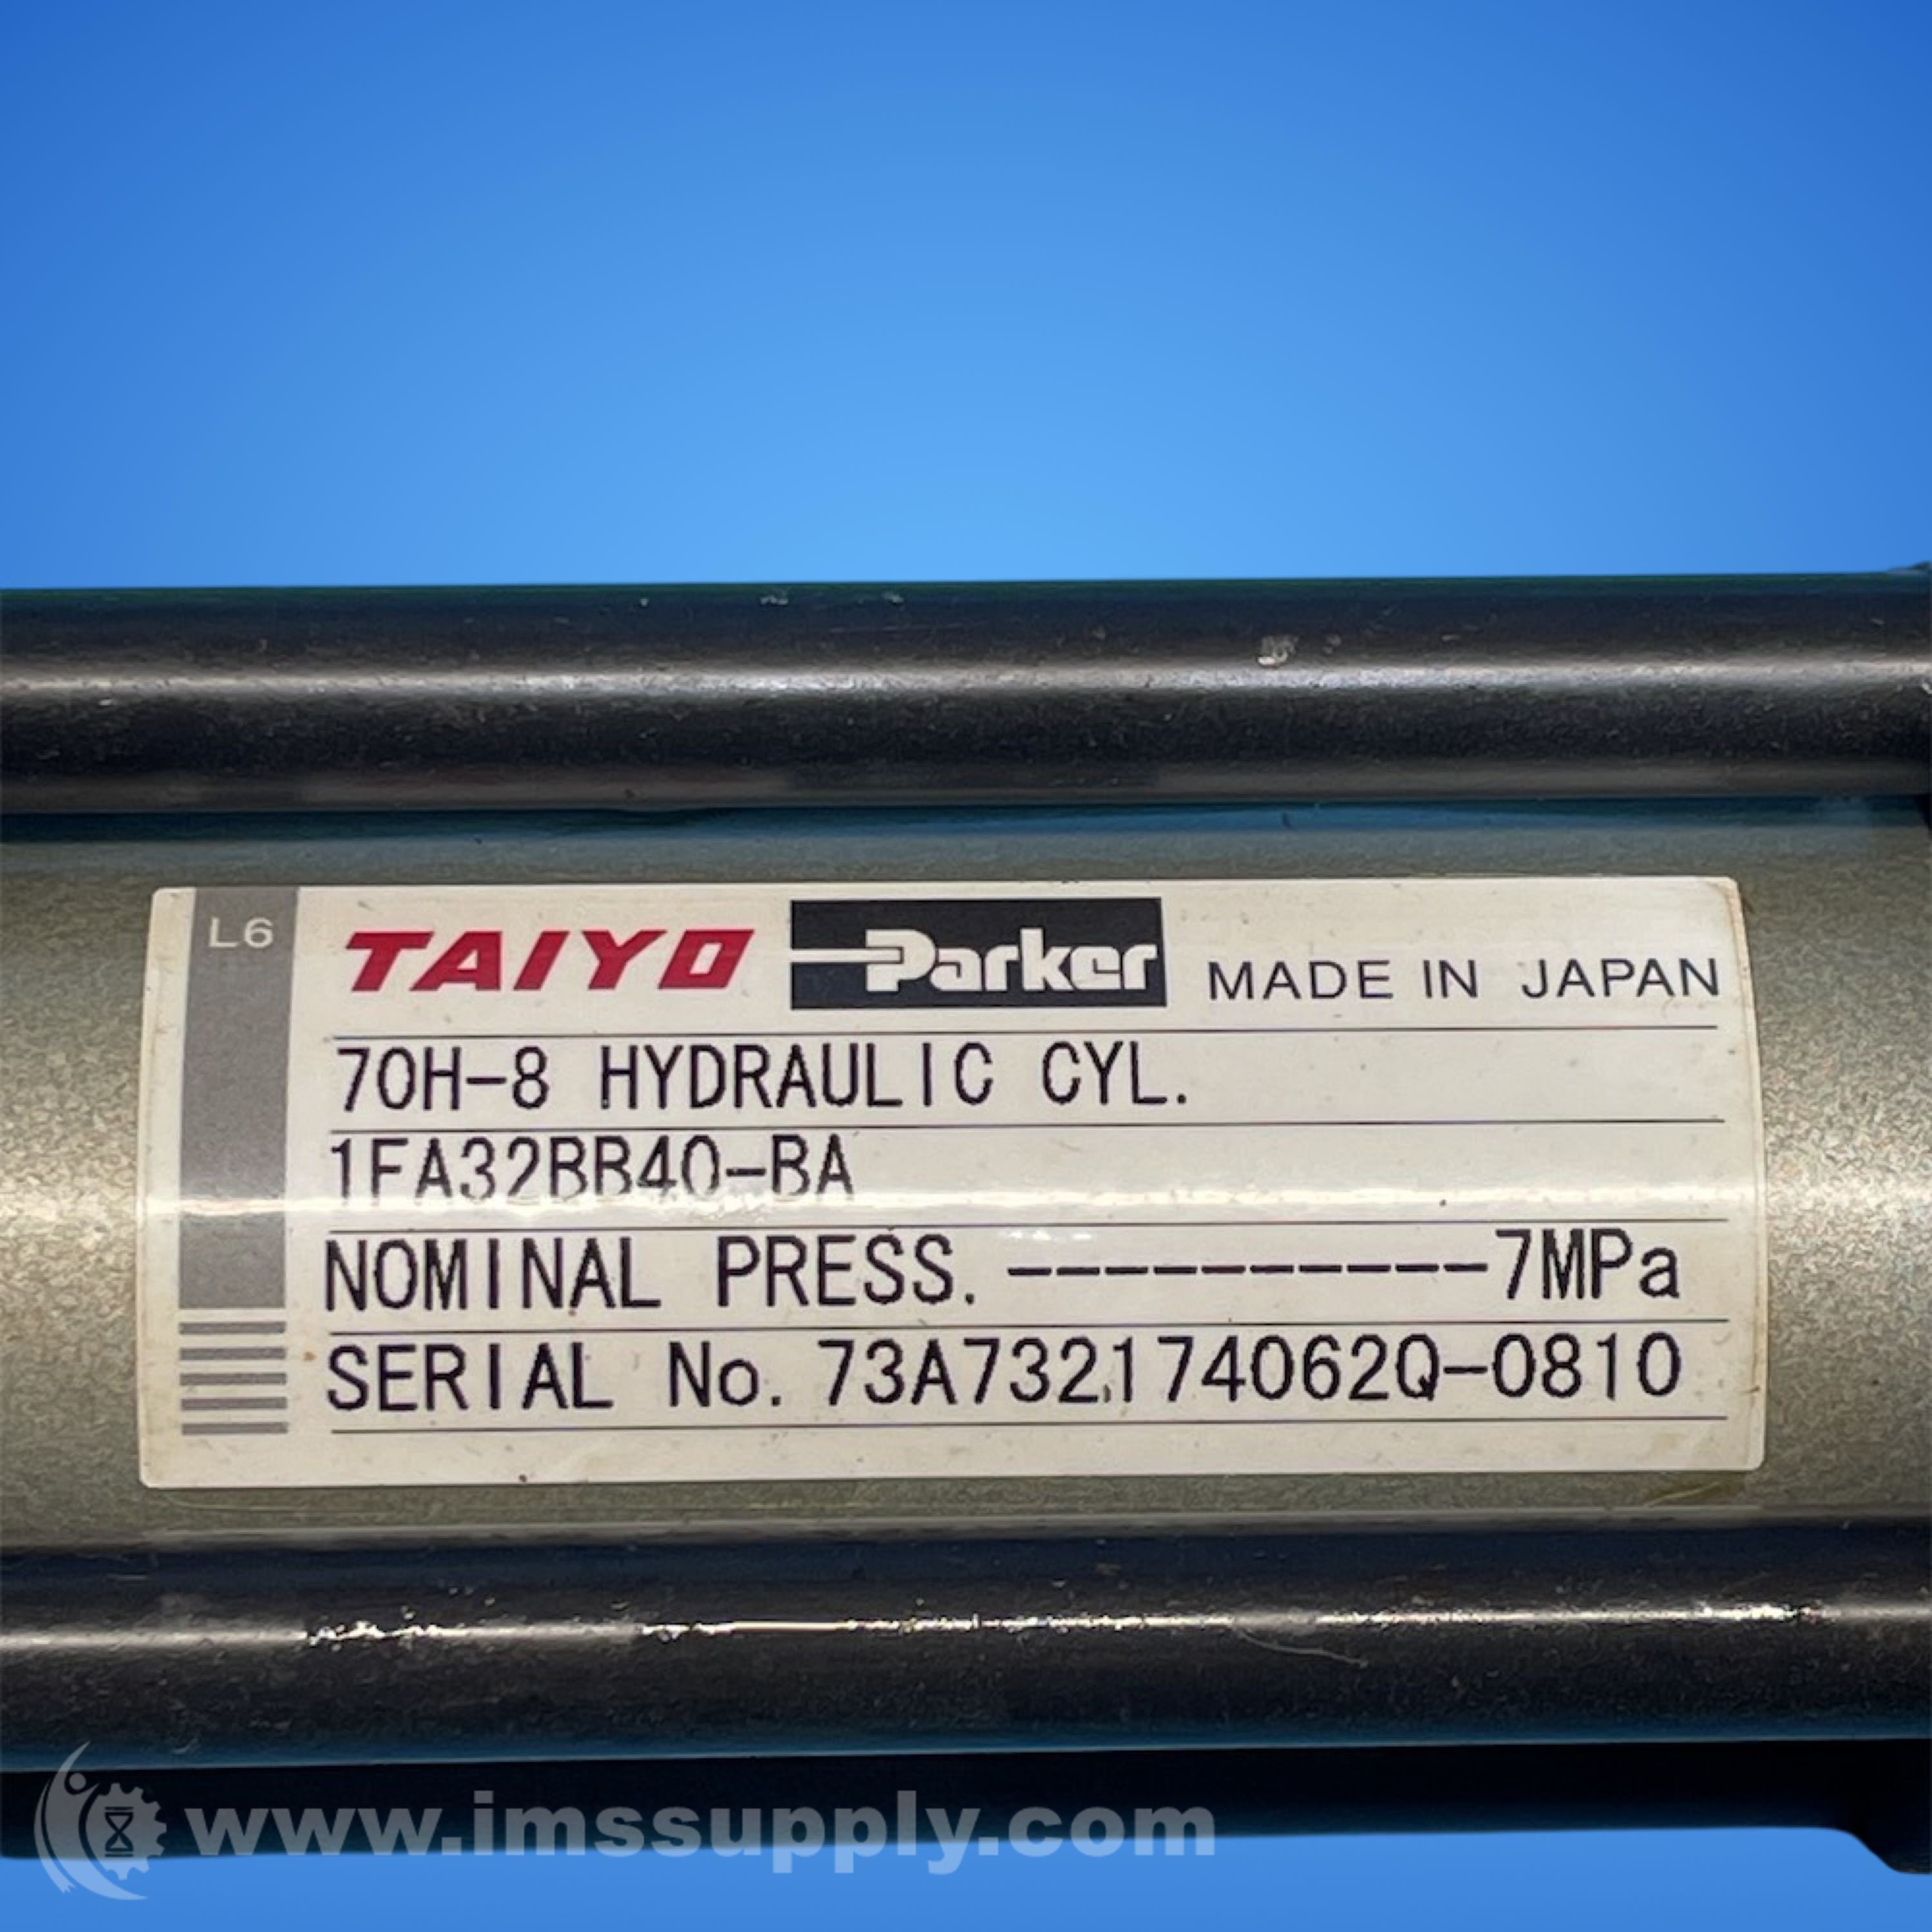 L6 TAIYO Parker MADE IN JAPAN
70H-8 HYDRAULIC CYL.
1FA32BB40-BA
NOMINAL PRESS. ----------7MPa
SERIAL No. 73A732174062Q-0810
www.imssupply.com